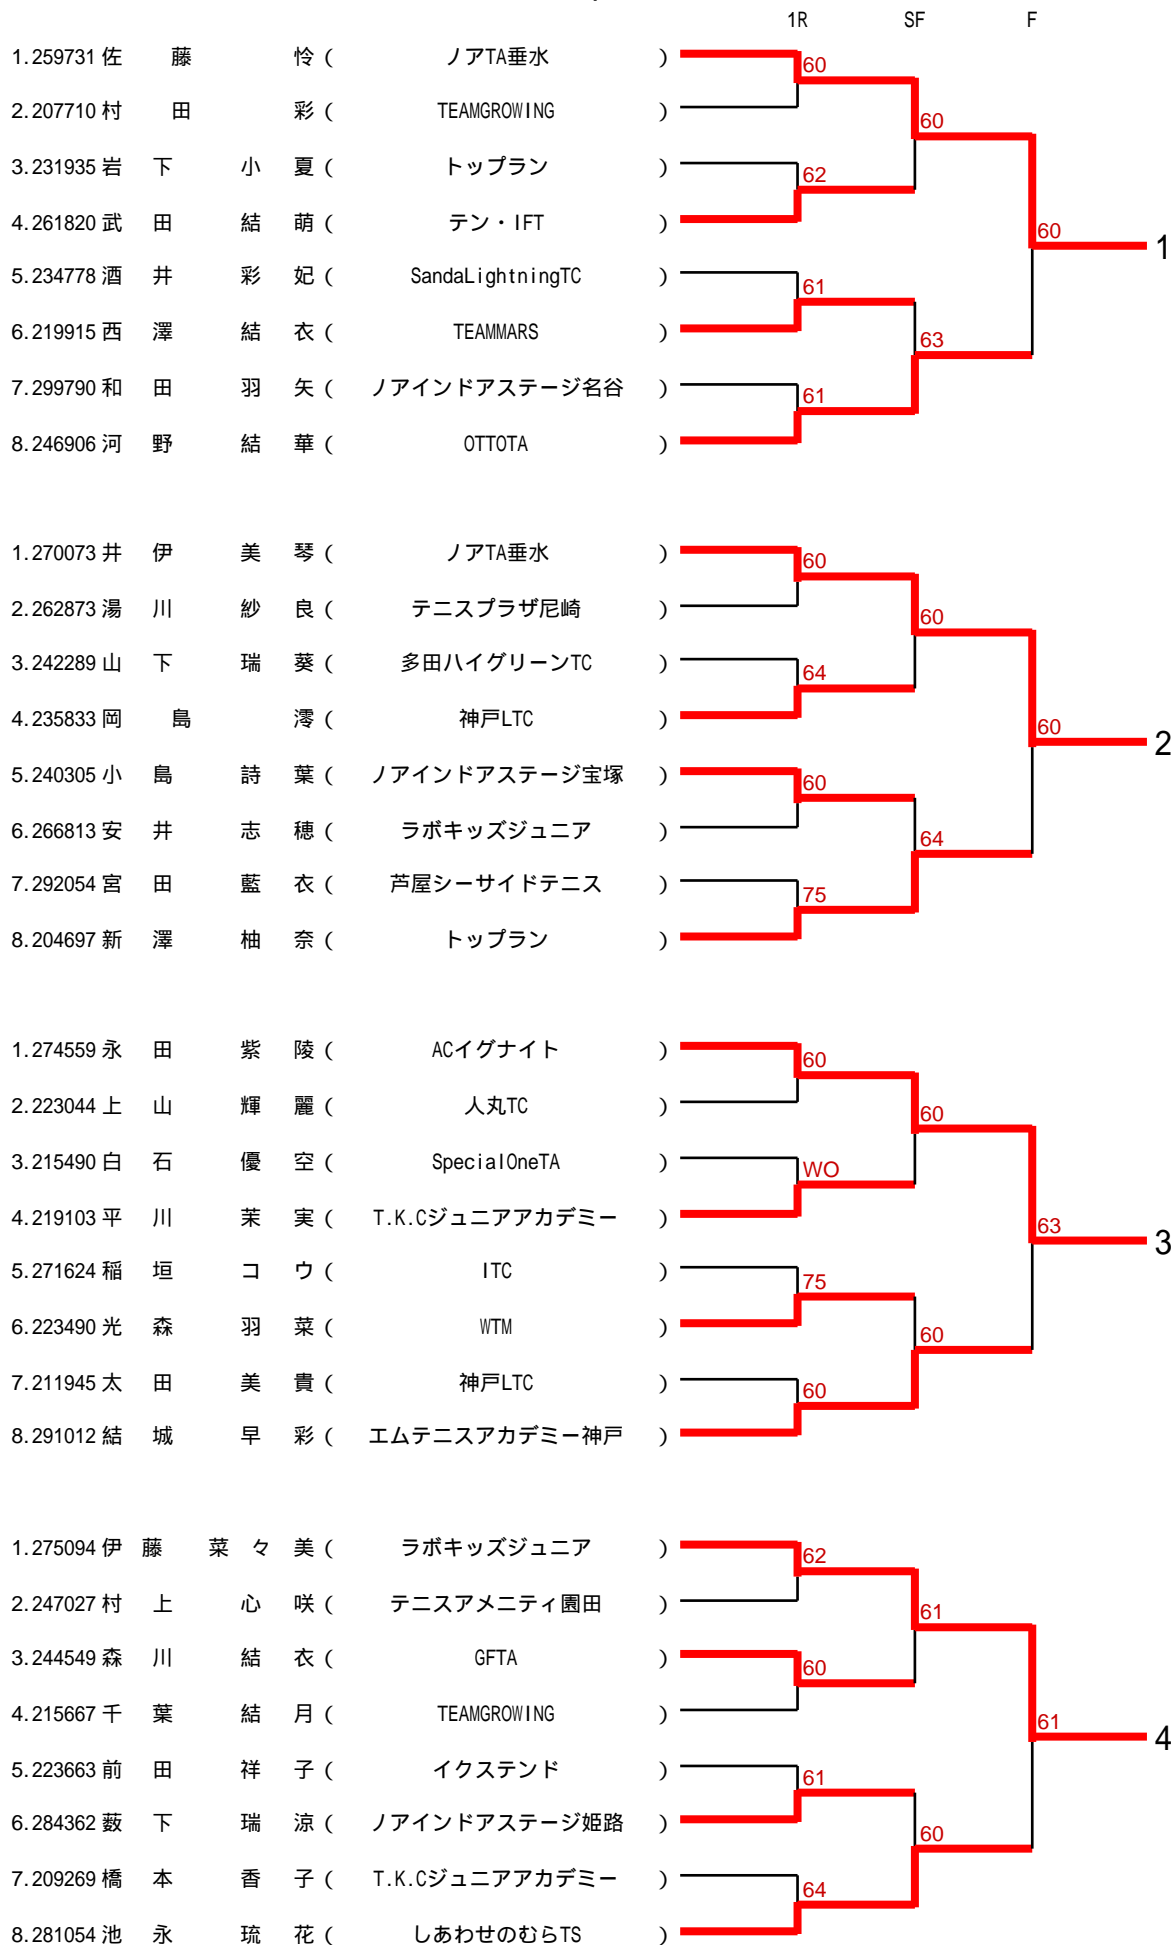 1R SF F
1.259731 佐 藤 怜 ( ノアTA垂水 )
60
2.207710 村 田 彩 ( TEAMGROWING )
60
3.231935 岩 下 小 夏 ( トップラン )
62
4.261820 武 田 結 萌 ( テン・IFT )
60
1
5.234778 酒 井 彩 妃 ( SandaLightningTC )
61
6.219915 西 澤 結 衣 ( TEAMMARS )
63
7.299790 和 田 羽 矢 ( ノアインドアステージ名谷 )
61
8.246906 河 野 結 華 ( OTTOTA )
1.270073 井 伊 美 琴 ( ノアTA垂水 )
60
2.262873 湯 川 紗 良 ( テニスプラザ尼崎 )
60
3.242289 山 下 瑞 葵 ( 多田ハイグリーンTC )
64
4.235833 岡 島 澪 ( 神戸LTC )
60
2
5.240305 小 島 詩 葉 ( ノアインドアステージ宝塚 )
60
6.266813 安 井 志 穂 ( ラボキッズジュニア )
64
7.292054 宮 田 藍 衣 ( 芦屋シーサイドテニス )
75
8.204697 新 澤 柚 奈 ( トップラン )
1.274559 永 田 紫 陵 ( ACイグナイト )
60
2.223044 上 山 輝 麗 ( 人丸TC )
60
3.215490 白 石 優 空 ( SpecialOneTA )
WO
4.219103 平 川 茉 実 ( T.K.Cジュニアアカデミー )
63
3
5.271624 稲 垣 コ ウ ( ITC )
75
6.223490 光 森 羽 菜 ( WTM )
60
7.211945 太 田 美 貴 ( 神戸LTC )
60
8.291012 結 城 早 彩 ( エムテニスアカデミー神戸 )
1.275094 伊 藤 菜 々 美 ( ラボキッズジュニア )
62
2.247027 村 上 心 咲 ( テニスアメニティ園田 )
61
3.244549 森 川 結 衣 ( GFTA )
60
4.215667 千 葉 結 月 ( TEAMGROWING )
61
4
5.223663 前 田 祥 子 ( イクステンド )
61
6.284362 薮 下 瑞 涼 ( ノアインドアステージ姫路 )
60
7.209269 橋 本 香 子 ( T.K.Cジュニアアカデミー )
64
8.281054 池 永 琉 花 ( しあわせのむらTS )